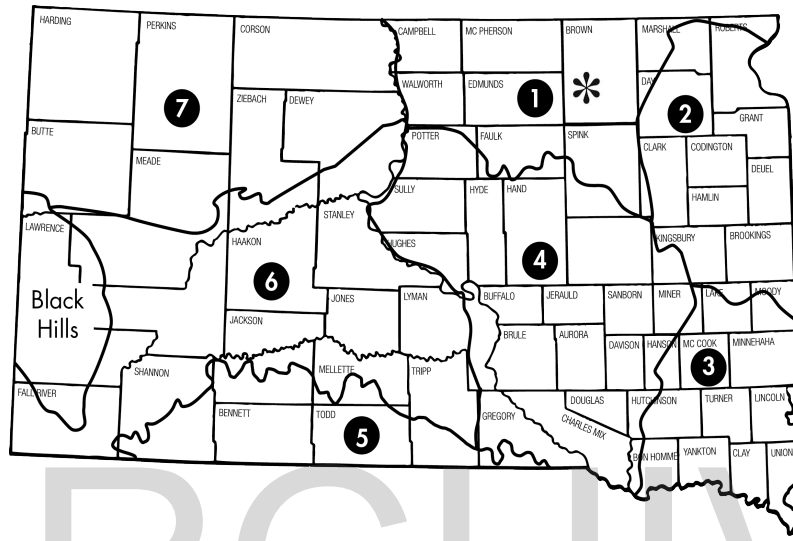 HARDING
PERKINS
CORSON
CAMPBELL
MC PHERSON
BROWN
MARSHALL
ROBERTS
WALWORTH
EDMUNDS
DAY
1
*
2
7
ZIEBACH
DEWEY
GRANT
BUTTE
MEADE
POTTER
FAULK
SPINK
CLARK
CODINGTON
DEUEL
SULLY
HYDE
HAND
HAMLIN
LAWRENCE
STANLEY
HAAKON
HUGHES
KINGSBURY
BROOKINGS
4
6
Black
Hills
JONES
LYMAN
BUFFALO
JERAULD
SANBORN
MINER
LAKE
MOODY
JACKSON
BRULE
AURORA
DAVISON
HANSON
MC COOK
MINNEHAHA
3
SHANNON
MELLETTE
TRIPP
FALL RIVER
DOUGLAS
HUTCHINSON
TURNER
LINCOLN
BENNETT
TODD
GREGORY
CHARLES MIX
5
BON HOMME
YANKTON
CLAY
UNION